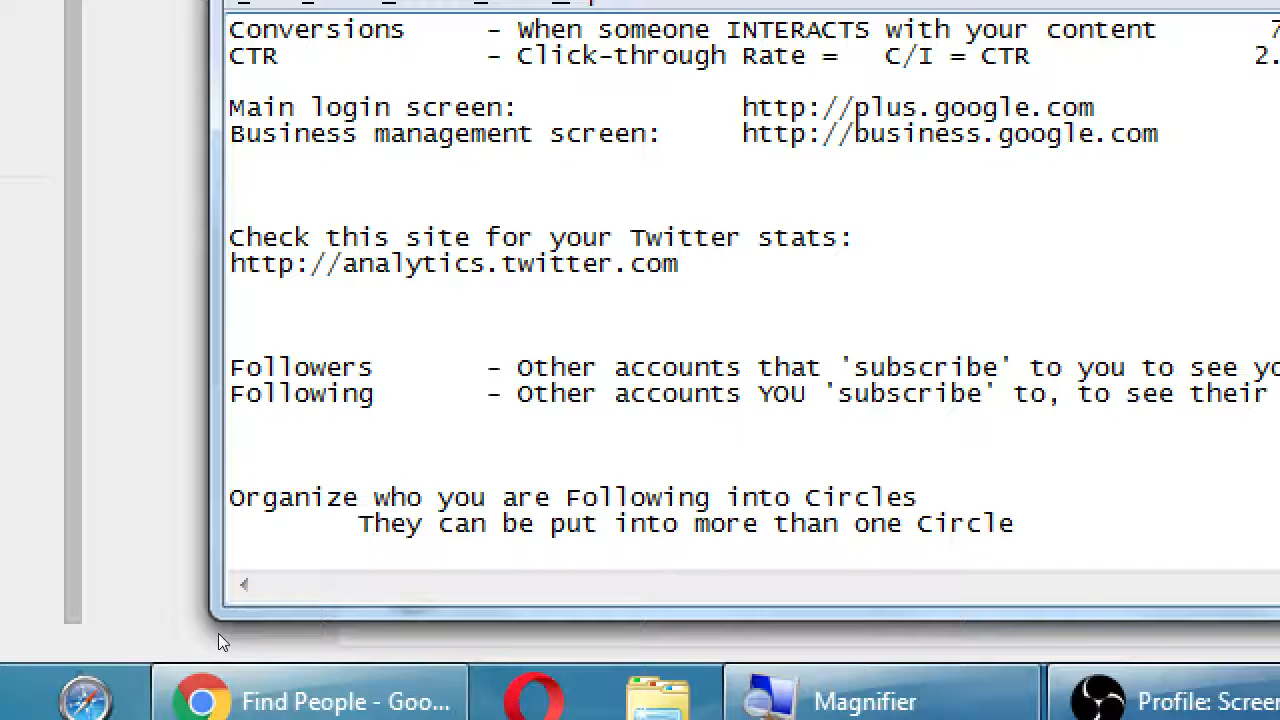 Conversions - When someone INTERACTS with your content 7
CTR - Click-through Rate = C/I = CTR 2.
Main login screen: http://plus.google.com
Business management screen: http://business.google.com
Check this site for your Twitter stats:
http://analytics.twitter.com
Followers - Other accounts that 'subscribe' to you to see yo
Following - Other accounts YOU 'subscribe' to, to see their
Organize who you are Following into Circles
They can be put into more than one Circle
Find People - Goo... Magnifier Profile: Screen